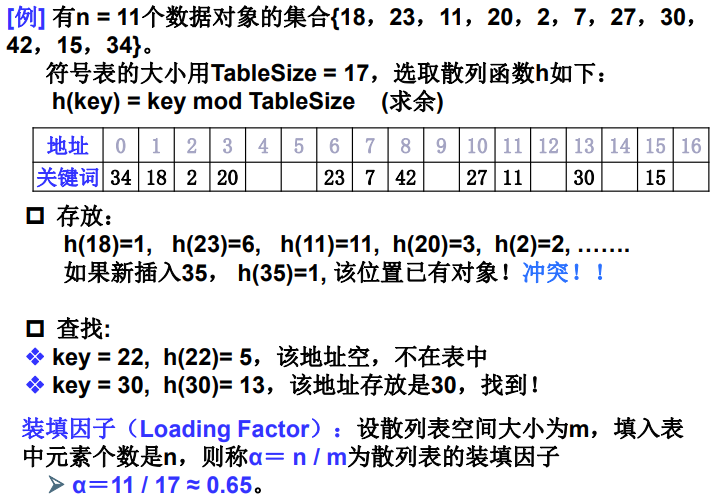 [例] 有n = 11个数据对象的集合{18，23，11，20，2，7，27，30，
42，15，34}。
符号表的大小用TableSize = 17，选取散列函数h如下：
h(key) = key mod TableSize (求余)
地址 0 1 2 3 4 5 6 7 8 9 10 11 12 13 14 15 16
关键词 34 18 2 20 23 7 42 27 11 30 15
存放：
h(18)=1, h(23)=6, h(11)=11, h(20)=3, h(2)=2, …….
如果新插入35， h(35)=1, 该位置已有对象！冲突！！
查找:
❖ key = 22, h(22)= 5，该地址空，不在表中
❖ key = 30, h(30)= 13，该地址存放是30，找到！
装填因子（Loading Factor）：设散列表空间大小为m，填入表
中元素个数是n，则称α＝ n / m为散列表的装填因子
➢ α＝11 / 17 ≈ 0.65。